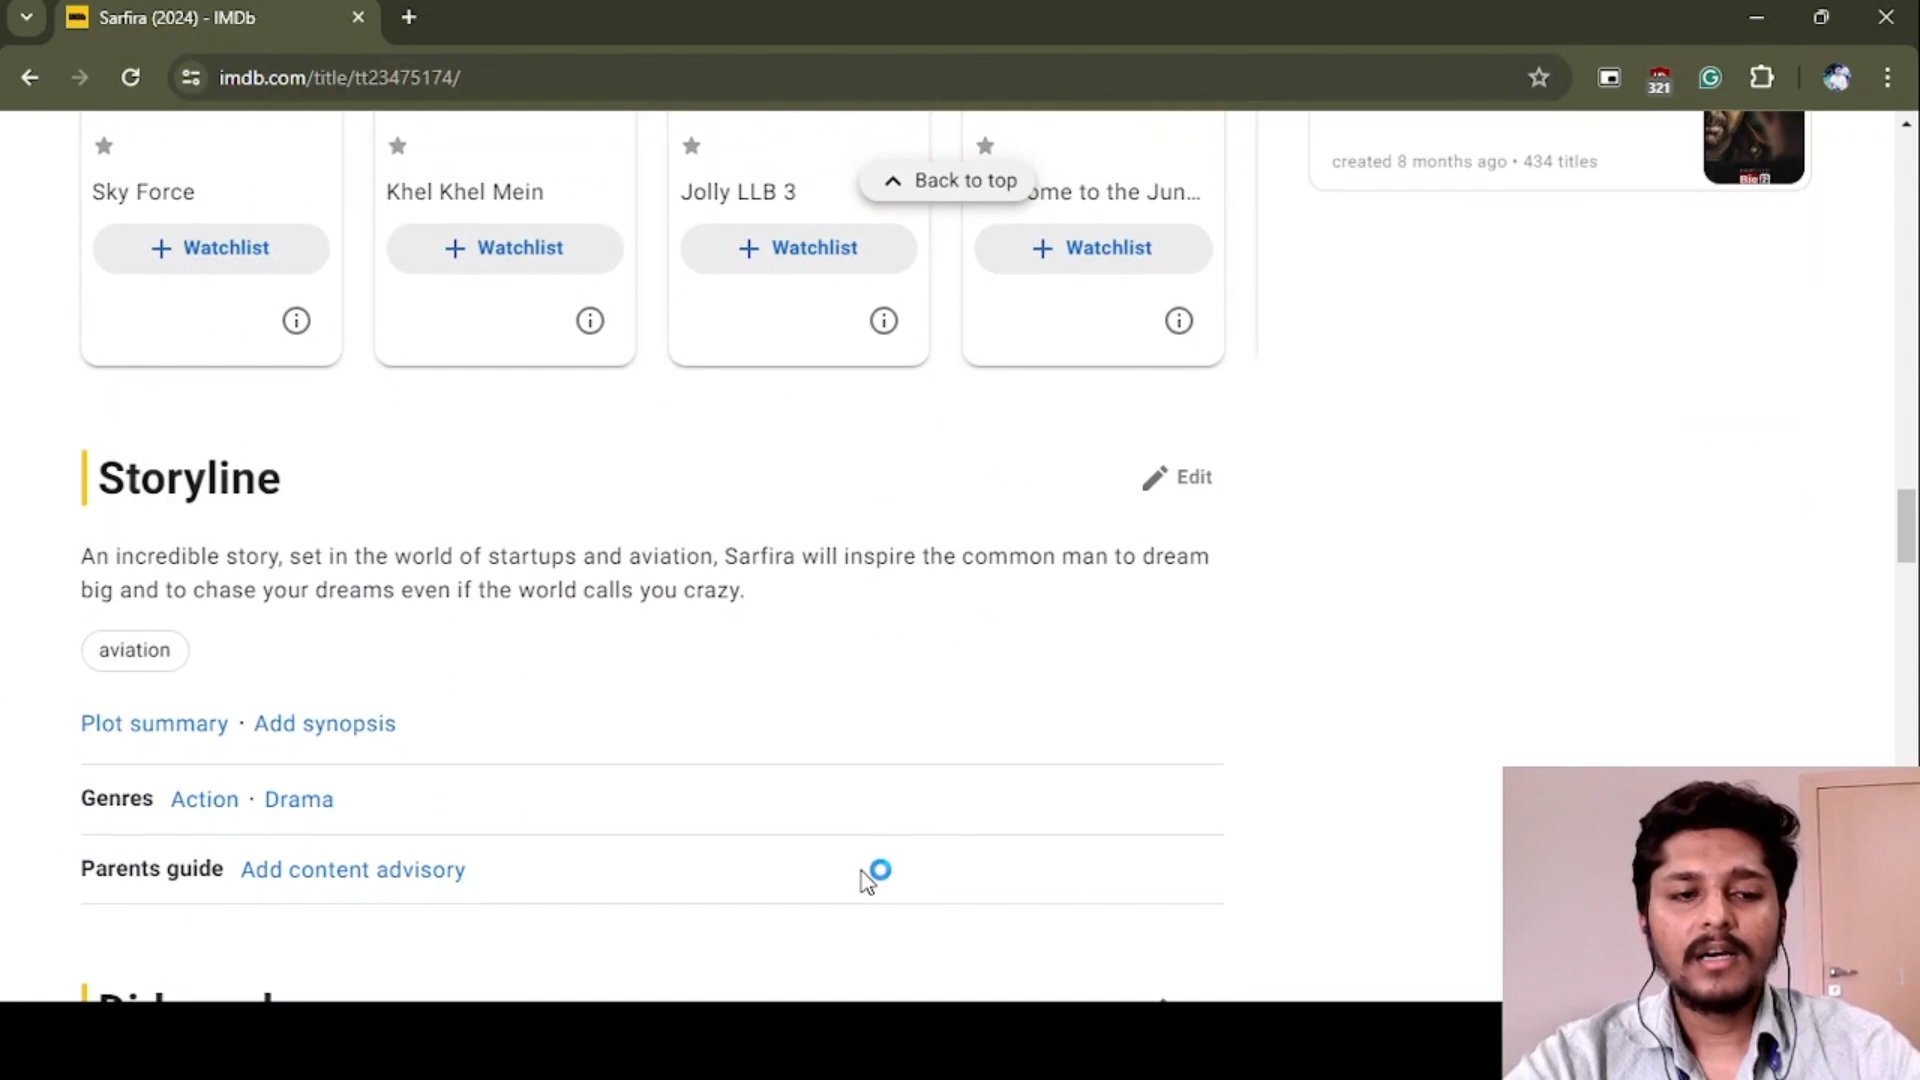 Sarfira (2024) - IMDb
imdb.com/title/tt23475174/
321
created 8 months ago • 434 titles
Sky Force
Khel Khel Mein
Jolly LLB 3
ome to the Jun...
Back to top
+ Watchlist
+ Watchlist
+ Watchlist
+ Watchlist
Storyline
Edit
An incredible story, set in the world of startups and aviation, Sarfira will inspire the common man to dream
big and to chase your dreams even if the world calls you crazy.
aviation
Plot summary · Add synopsis
Genres Action · Drama
Parents guide Add content advisory